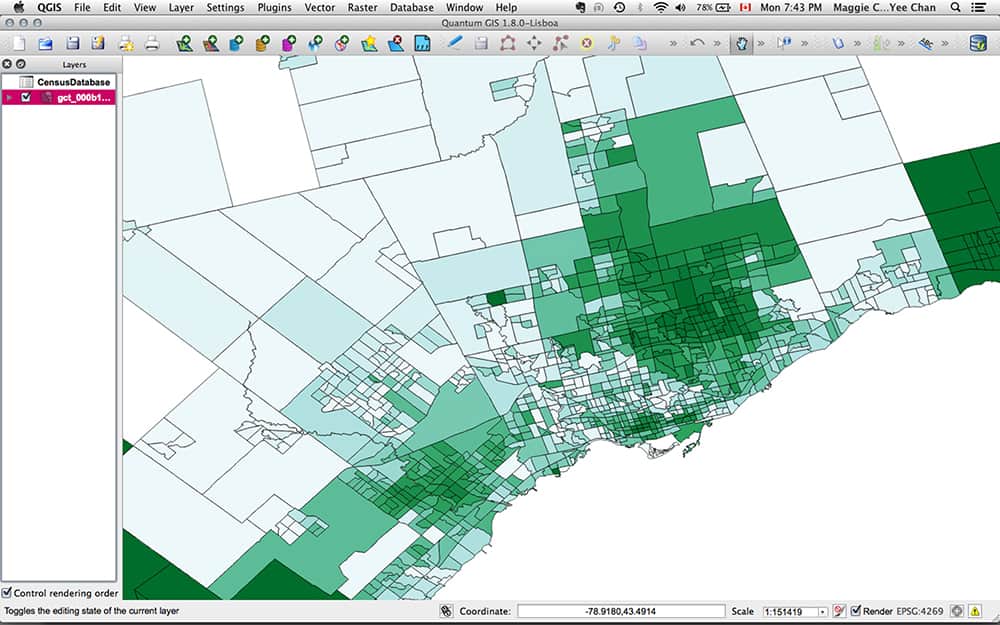 QGIS File Edit View Layer Settings Plugins Vector Raster Database Window Help 78% Mon 7:43 PM Maggie C...Yee Chan
Quantum GIS 1.8.0-Lisboa
Layers
CensusDatabase
gct_000b1...
Control rendering order
Toggles the editing state of the current layer
Coordinate: -78.9180,43.4914 Scale 1:151419 Render EPSG:4269